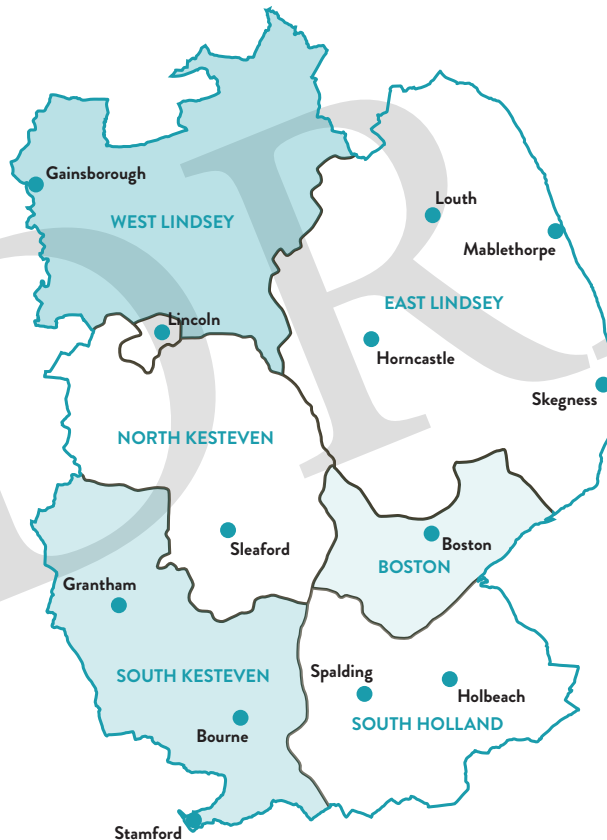 Gainsborough
WEST LINDSEY
Louth
Mablethorpe
EAST LINDSEY
Lincoln
Horncastle
Skegness
NORTH KESTEVEN
Sleaford
Boston
BOSTON
Grantham
SOUTH KESTEVEN
Spalding
Holbeach
SOUTH HOLLAND
Bourne
Stamford